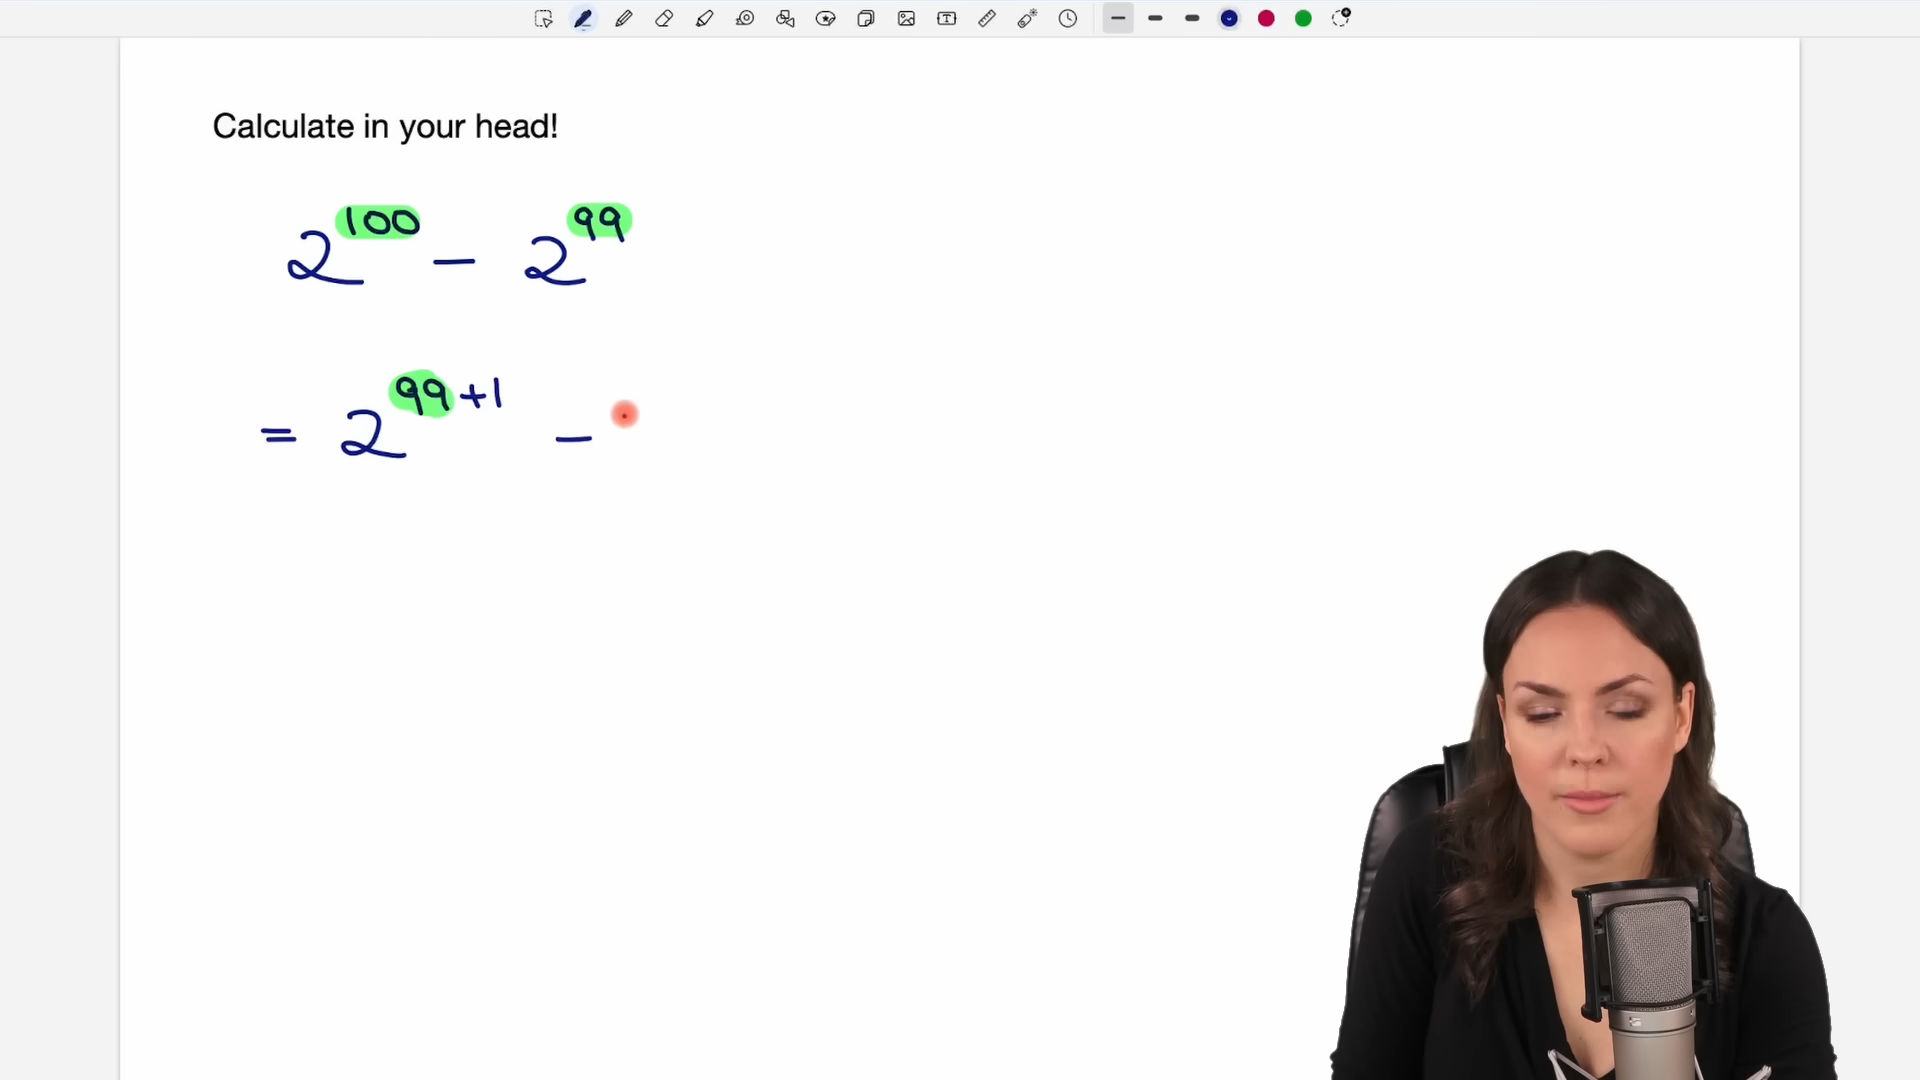 Calculate in your head!
2^100 − 2^99
= 2^99+1 −